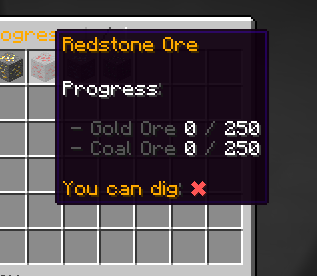 Redstone Ore
Progress:
- Gold Ore 0 / 250
- Coal Ore 0 / 250
You can dig: ✖